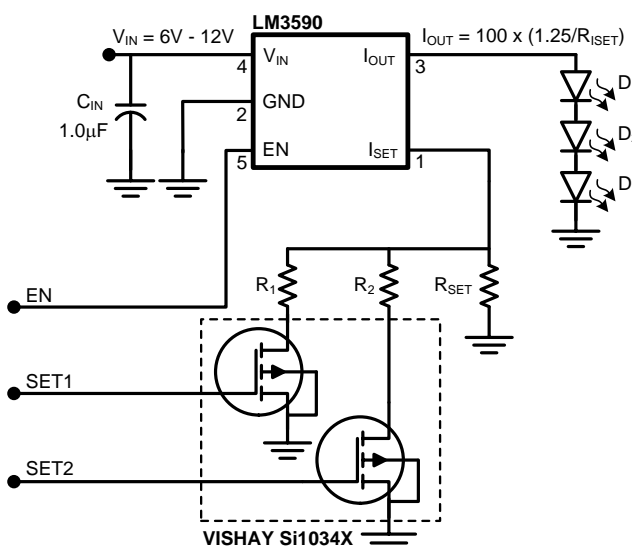 LM3590
V_IN = 6V - 12V
I_OUT = 100 x (1.25/R_ISET)
4
V_IN
I_OUT
3
D
C_IN
1.0µF
2
GND
D
EN
5
I_SET
1
D
R_1
R_2
R_SET
EN
SET1
SET2
VISHAY Si1034X